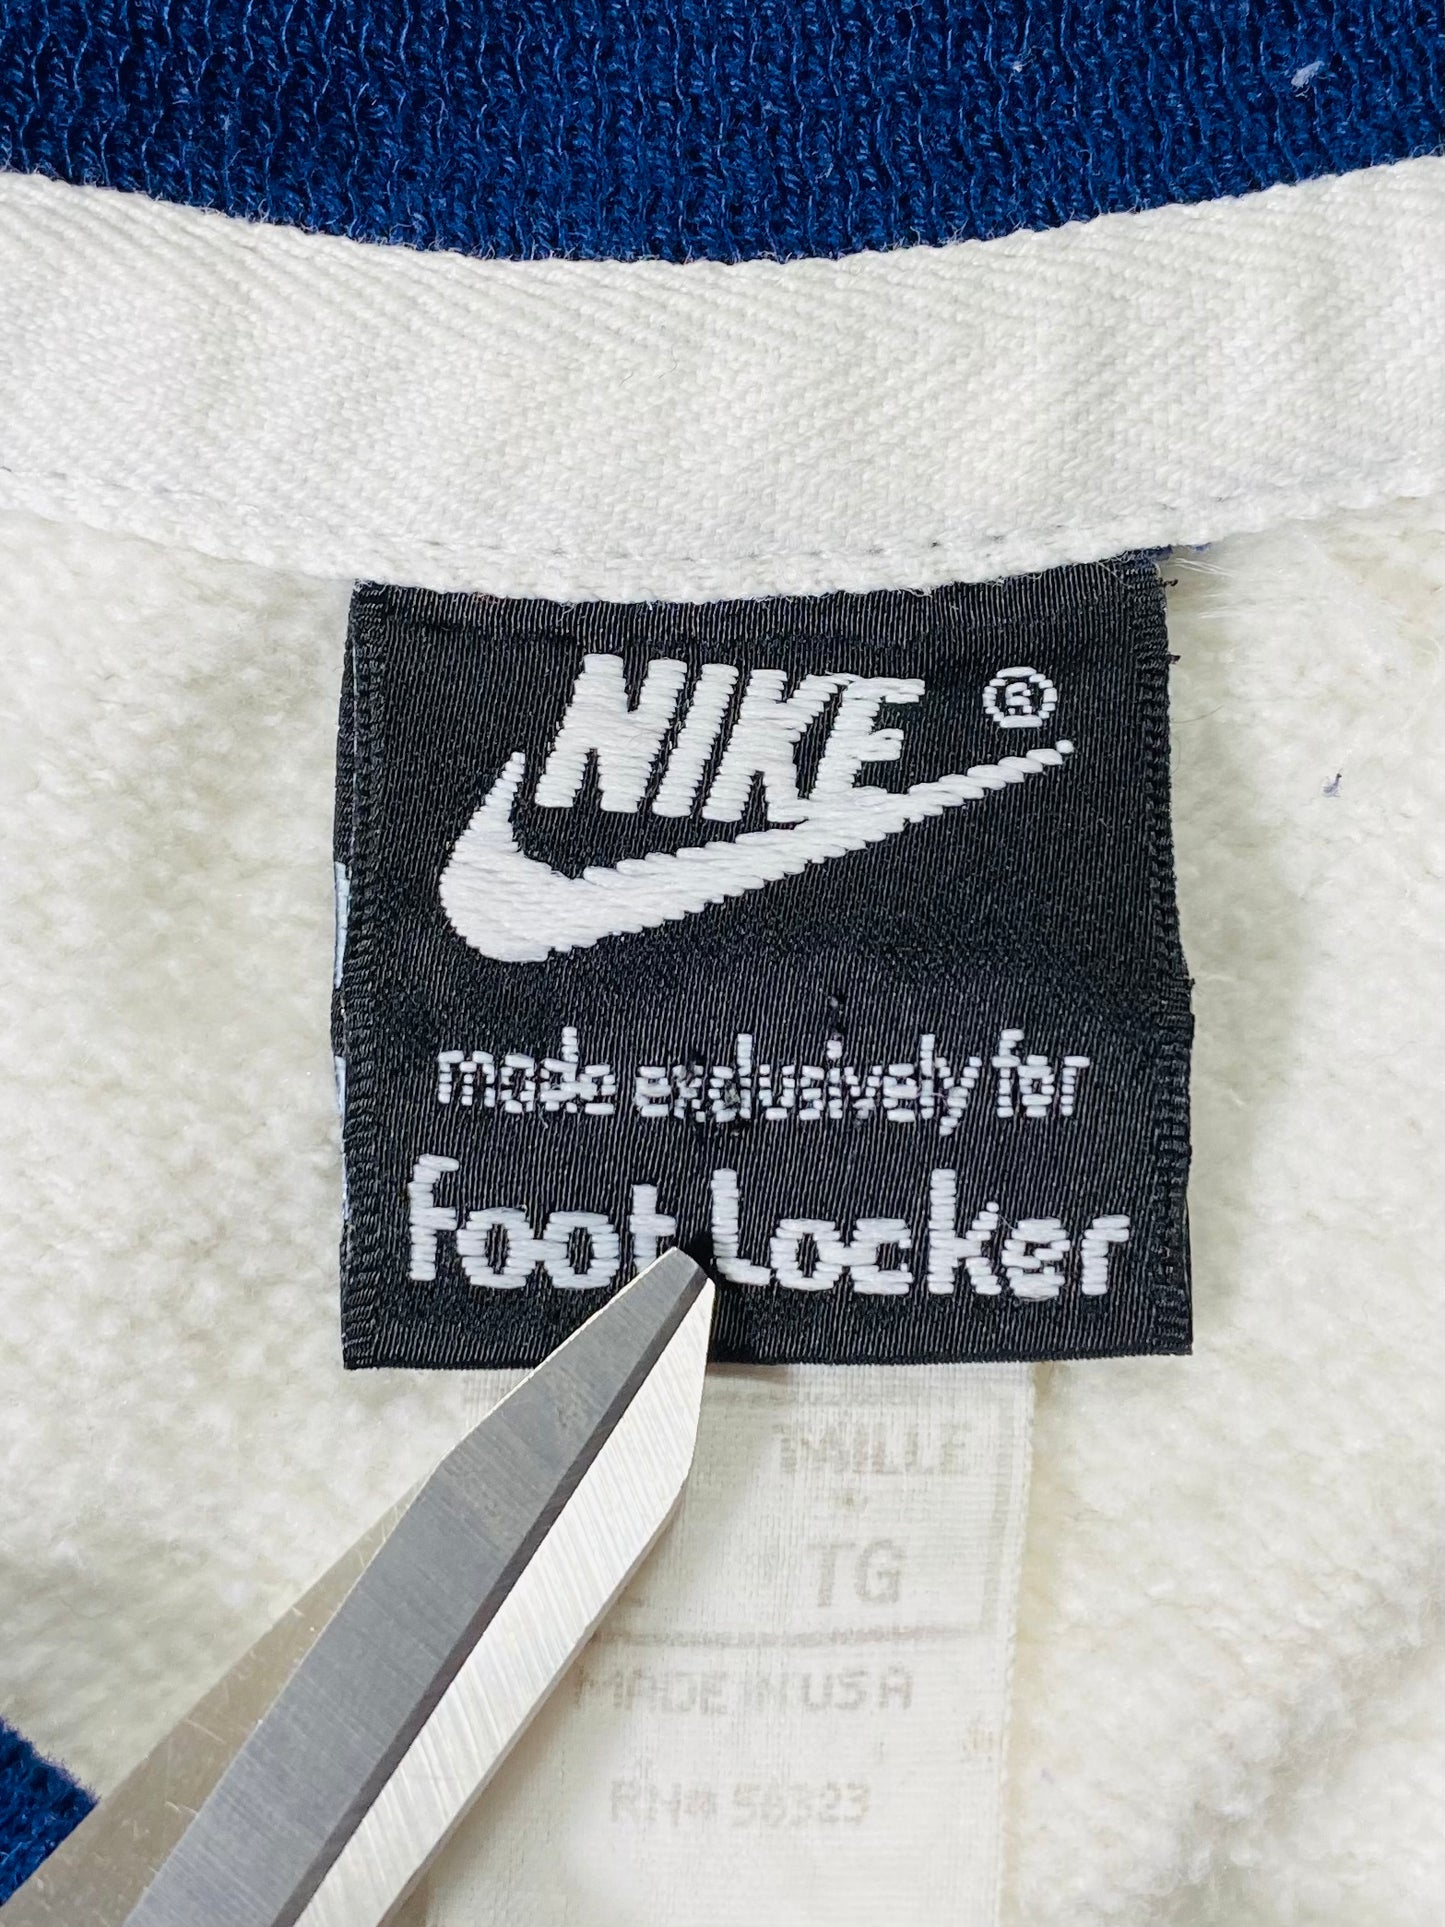 NIKE ®
made exclusively for
Foot Locker
TAILLE
TG
MADE IN USA
RN# 56323